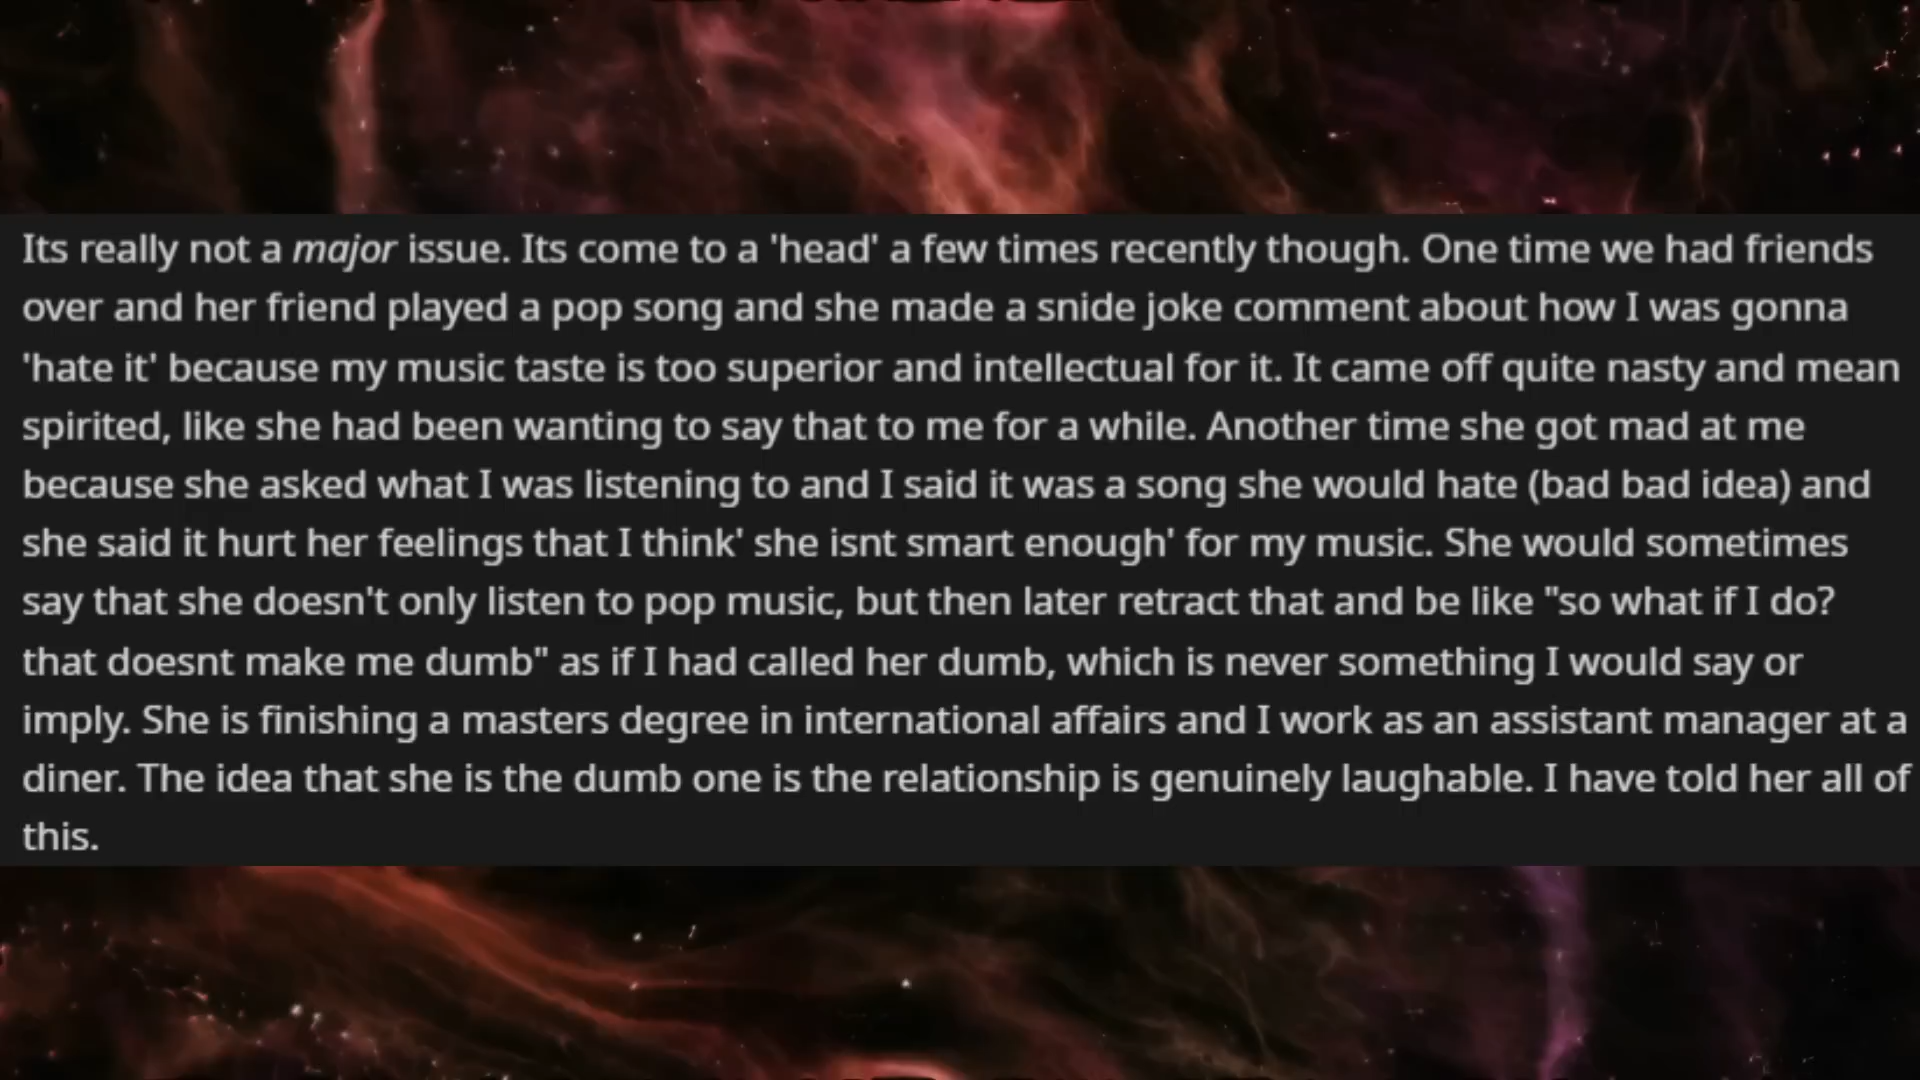 Its really not a major issue. Its come to a 'head' a few times recently though. One time we had friends
over and her friend played a pop song and she made a snide joke comment about how I was gonna
'hate it' because my music taste is too superior and intellectual for it. It came off quite nasty and mean
spirited, like she had been wanting to say that to me for a while. Another time she got mad at me
because she asked what I was listening to and I said it was a song she would hate (bad bad idea) and
she said it hurt her feelings that I think' she isnt smart enough' for my music. She would sometimes
say that she doesn't only listen to pop music, but then later retract that and be like "so what if I do?
that doesnt make me dumb" as if I had called her dumb, which is never something I would say or
imply. She is finishing a masters degree in international affairs and I work as an assistant manager at a
diner. The idea that she is the dumb one is the relationship is genuinely laughable. I have told her all of
this.